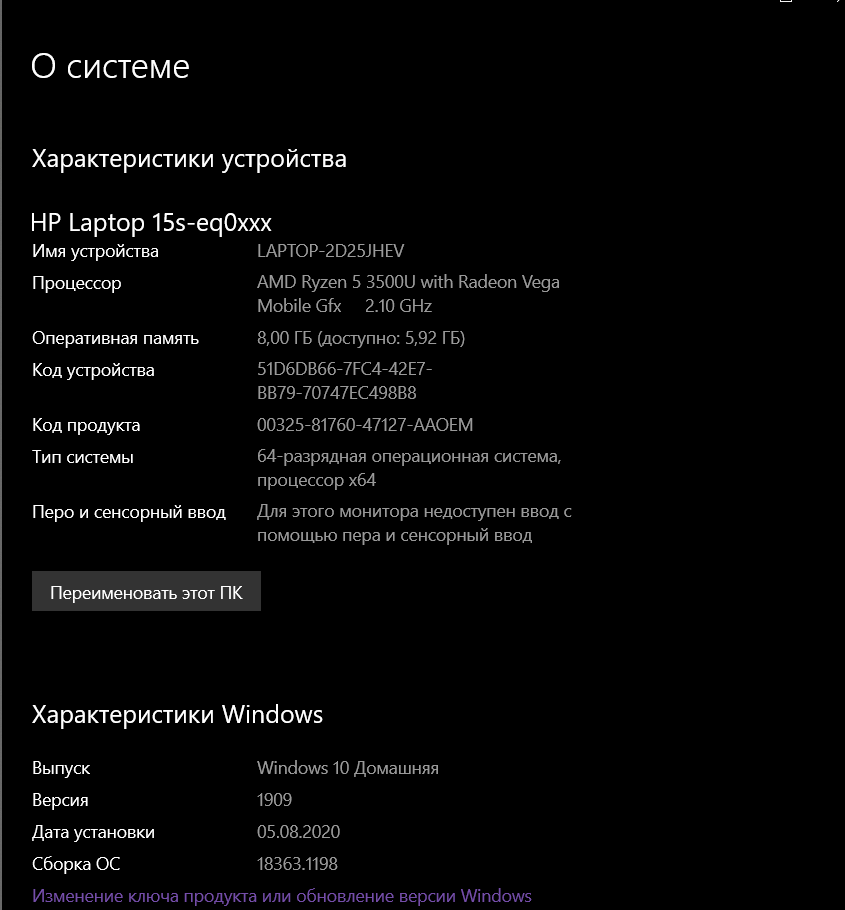 О системе
Характеристики устройства
HP Laptop 15s-eq0xxx
Имя устройства LAPTOP-2D25JHEV
Процессор AMD Ryzen 5 3500U with Radeon Vega
Mobile Gfx 2.10 GHz
Оперативная память 8,00 ГБ (доступно: 5,92 ГБ)
Код устройства 51D6DB66-7FC4-42E7-
BB79-70747EC498B8
Код продукта 00325-81760-47127-AAOEM
Тип системы 64-разрядная операционная система,
процессор x64
Перо и сенсорный ввод Для этого монитора недоступен ввод с
помощью пера и сенсорный ввод
Переименовать этот ПК
Характеристики Windows
Выпуск Windows 10 Домашняя
Версия 1909
Дата установки 05.08.2020
Сборка ОС 18363.1198
Изменение ключа продукта или обновление версии Windows